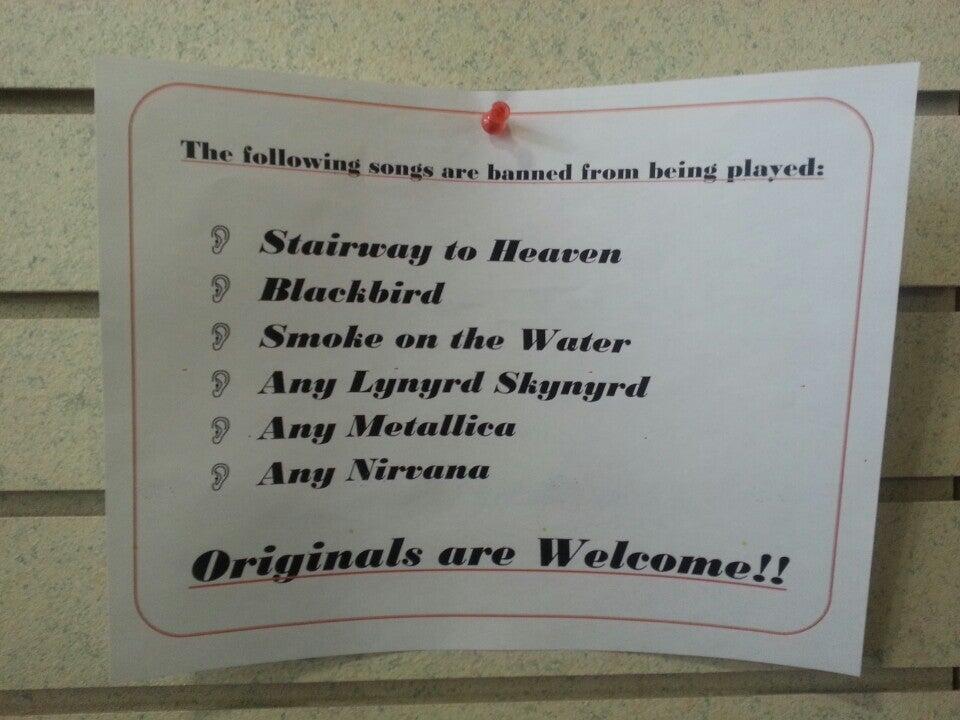 The following songs are banned from being played:
Stairway to Heaven
Blackbird
Smoke on the Water
Any Lynyrd Skynyrd
Any Metallica
Any Nirvana
Originals are Welcome!!